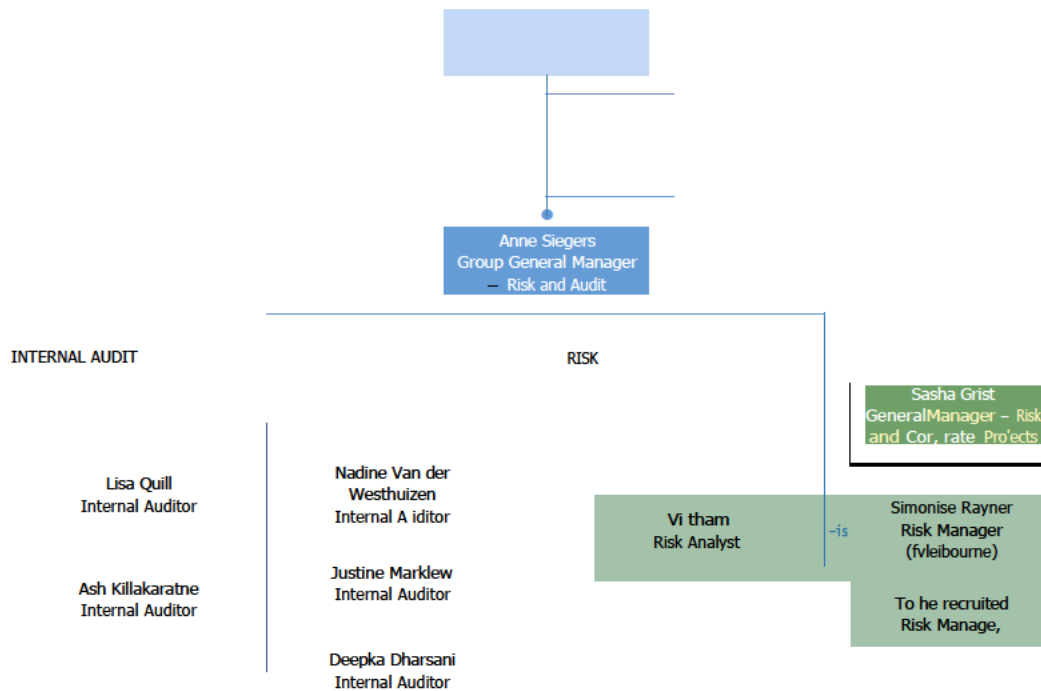 Anne Siegers
Group General Manager
– Risk and Audit
INTERNAL AUDIT
RISK
Sasha Grist
GeneralManager – Risk
and Cor, rate Pro'ects
Lisa Quill
Internal Auditor
Nadine Van der
Westhuizen
Internal A iditor
Vi tham
Risk Analyst
-is
Simonise Rayner
Risk Manager
(fvleibourne)
Ash Killakaratne
Internal Auditor
Justine Marklew
Internal Auditor
To he recruited
Risk Manage,
Deepka Dharsani
Internal Auditor